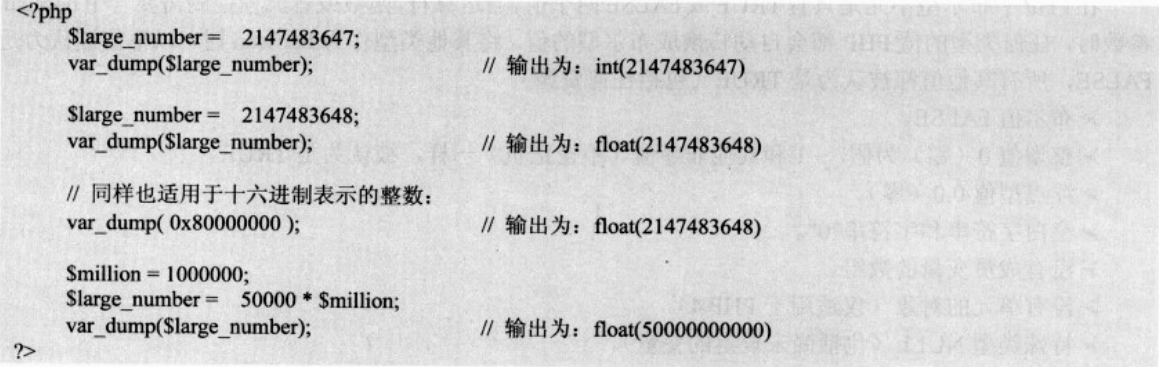 <?php
$large_number = 2147483647;
var_dump($large_number); // 输出为：int(2147483647)
$large_number = 2147483648;
var_dump($large_number); // 输出为：float(2147483648)
// 同样也适用于十六进制表示的整数：
var_dump( 0x80000000 ); // 输出为：float(2147483648)
$million = 1000000;
$large_number = 50000 * $million;
var_dump($large_number); // 输出为：float(50000000000)
?>